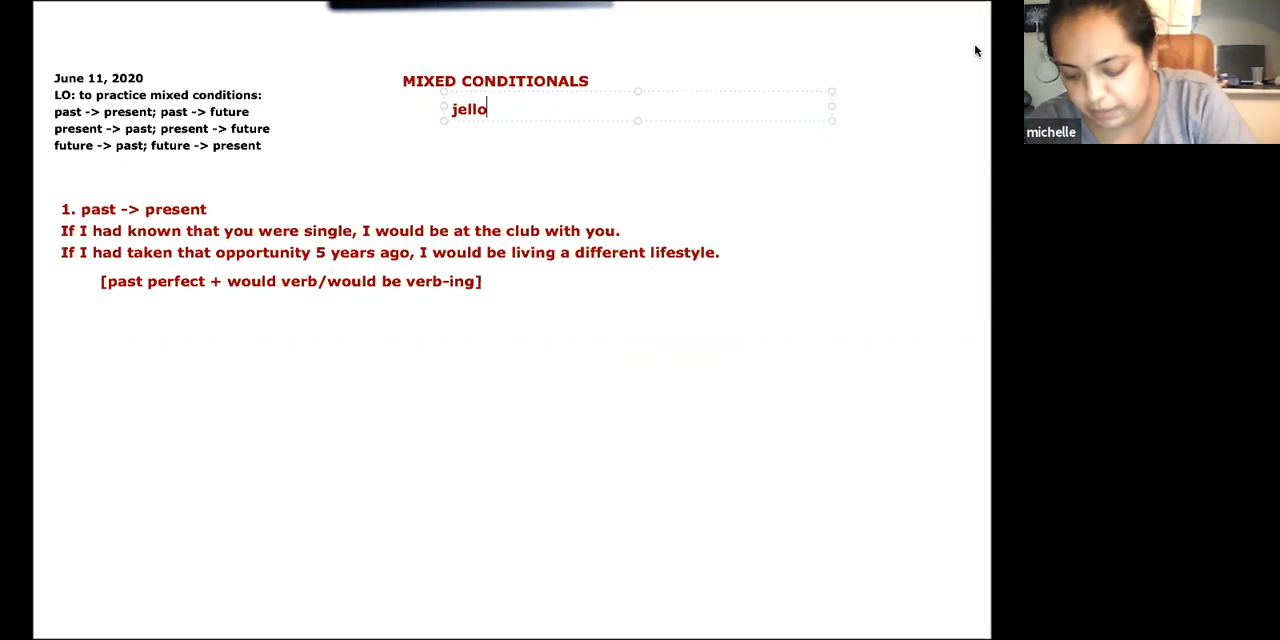 June 11, 2020
LO: to practice mixed conditions:
past -> present; past -> future
present -> past; present -> future
future -> past; future -> present
MIXED CONDITIONALS
jello
1. past -> present
If I had known that you were single, I would be at the club with you.
If I had taken that opportunity 5 years ago, I would be living a different lifestyle.
[past perfect + would verb/would be verb-ing]
michelle